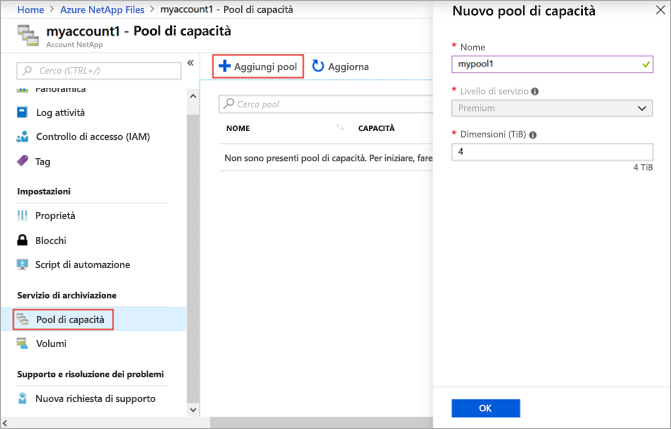 Home > Azure NetApp Files > myaccount1 - Pool di capacità
myaccount1 - Pool di capacità
Account NetApp
Cerca (CTRL+/)
Panoramica
Log attività
Controllo di accesso (IAM)
Tag
Impostazioni
Proprietà
Blocchi
Script di automazione
Servizio di archiviazione
Pool di capacità
Volumi
Supporto e risoluzione dei problemi
Nuova richiesta di supporto
Aggiungi pool
Aggiorna
Cerca pool
NOME
CAPACITÀ
Non sono presenti pool di capacità. Per iniziare, fare
Nuovo pool di capacità
* Nome
mypool1
* Livello di servizio
Premium
* Dimensioni (TiB)
4
4 TiB
OK